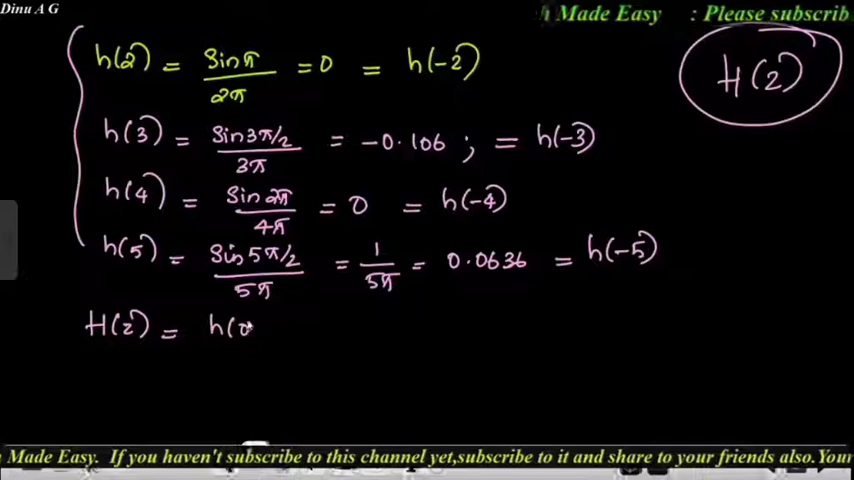 Dinu A G
h Made Easy : Please subscrib
h(2) = Sinπ/2π = 0 = h(-2)
H(z)
h(3) = Sin3π/2/3π = -0.106 ; = h(-3)
h(4) = Sin2π/4π = 0 = h(-4)
h(5) = Sin5π/2/5π = 1/5π = 0.0636 = h(-5)
H(z) = h(0
h Made Easy. If you haven't subscribe to this channel yet,subscribe to it and share to your friends also.Your